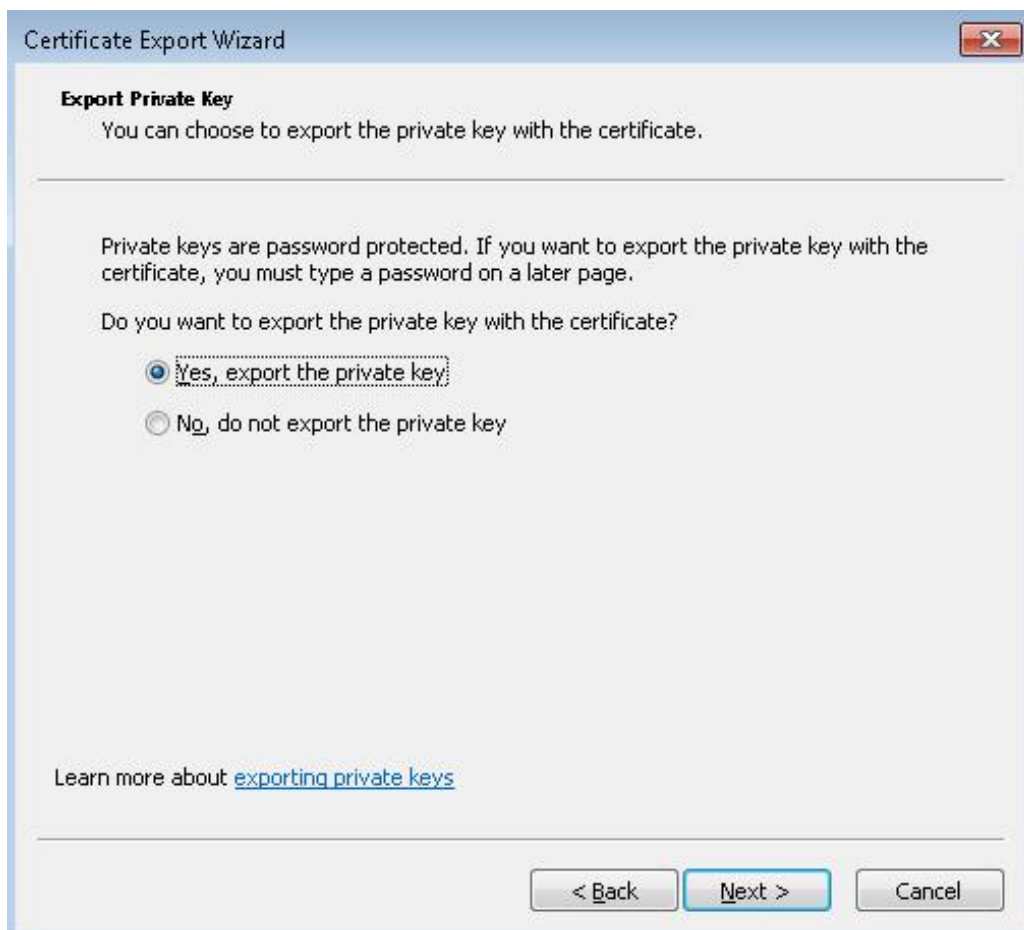 Certificate Export Wizard
Export Private Key
You can choose to export the private key with the certificate.
Private keys are password protected. If you want to export the private key with the
certificate, you must type a password on a later page.
Do you want to export the private key with the certificate?
Yes, export the private key
No, do not export the private key
Learn more about exporting private keys
< Back Next > Cancel